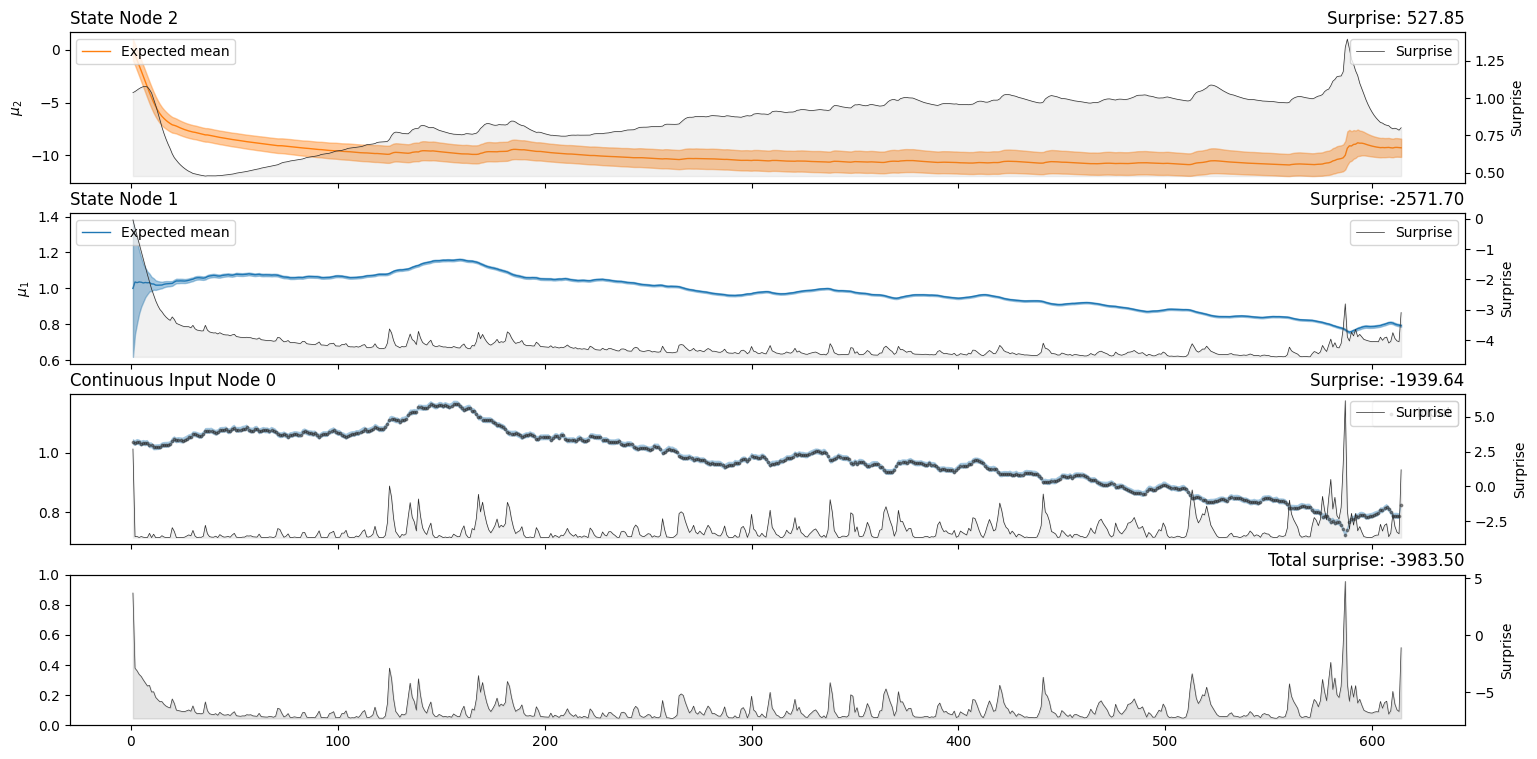 State Node 2 Surprise: 527.85
Expected mean
Surprise
0
−5
−10
μ2
1.25
1.00
0.75
0.50
Surprise
State Node 1 Surprise: -2571.70
Expected mean
Surprise
1.4
1.2
1.0
0.8
0.6
μ1
0
−1
−2
−3
−4
Surprise
Continuous Input Node 0 Surprise: -1939.64
Surprise
1.0
0.8
5.0
2.5
0.0
−2.5
Surprise
Total surprise: -3983.50
1.0
0.8
0.6
0.4
0.2
0.0
5
0
−5
Surprise
0 100 200 300 400 500 600